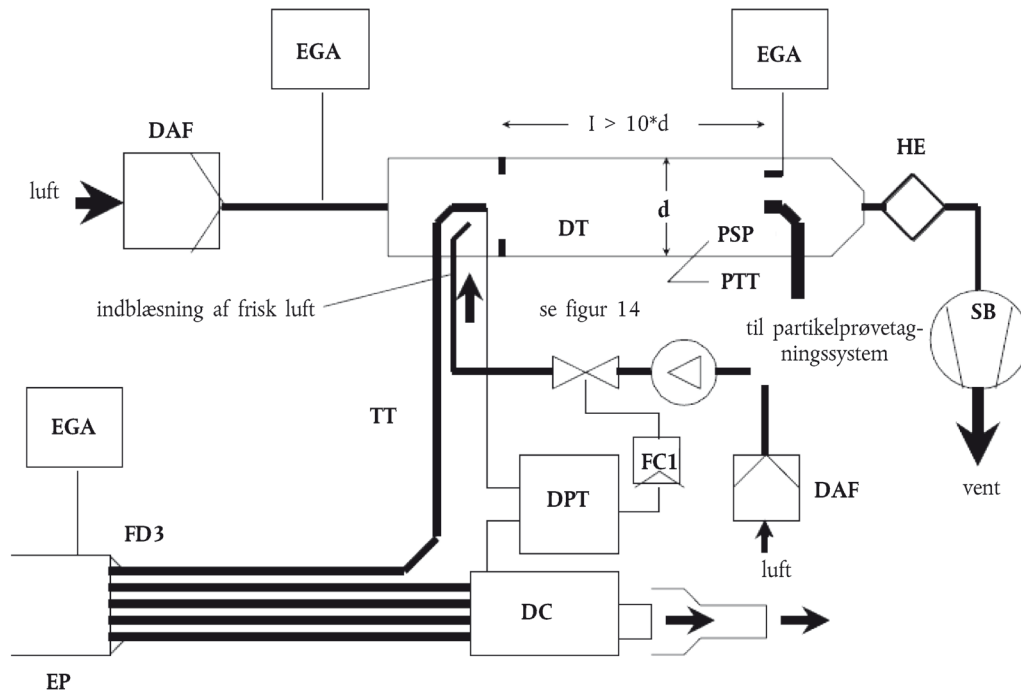 EGA
EGA
l > 10*d
DAF
HE
luft
d
DT
PSP
PTT
indblæsning af frisk luft
se figur 14
SB
til partikelprøvetag-
ningssystem
EGA
TT
FC1
DPT
DAF
vent
FD3
luft
DC
EP